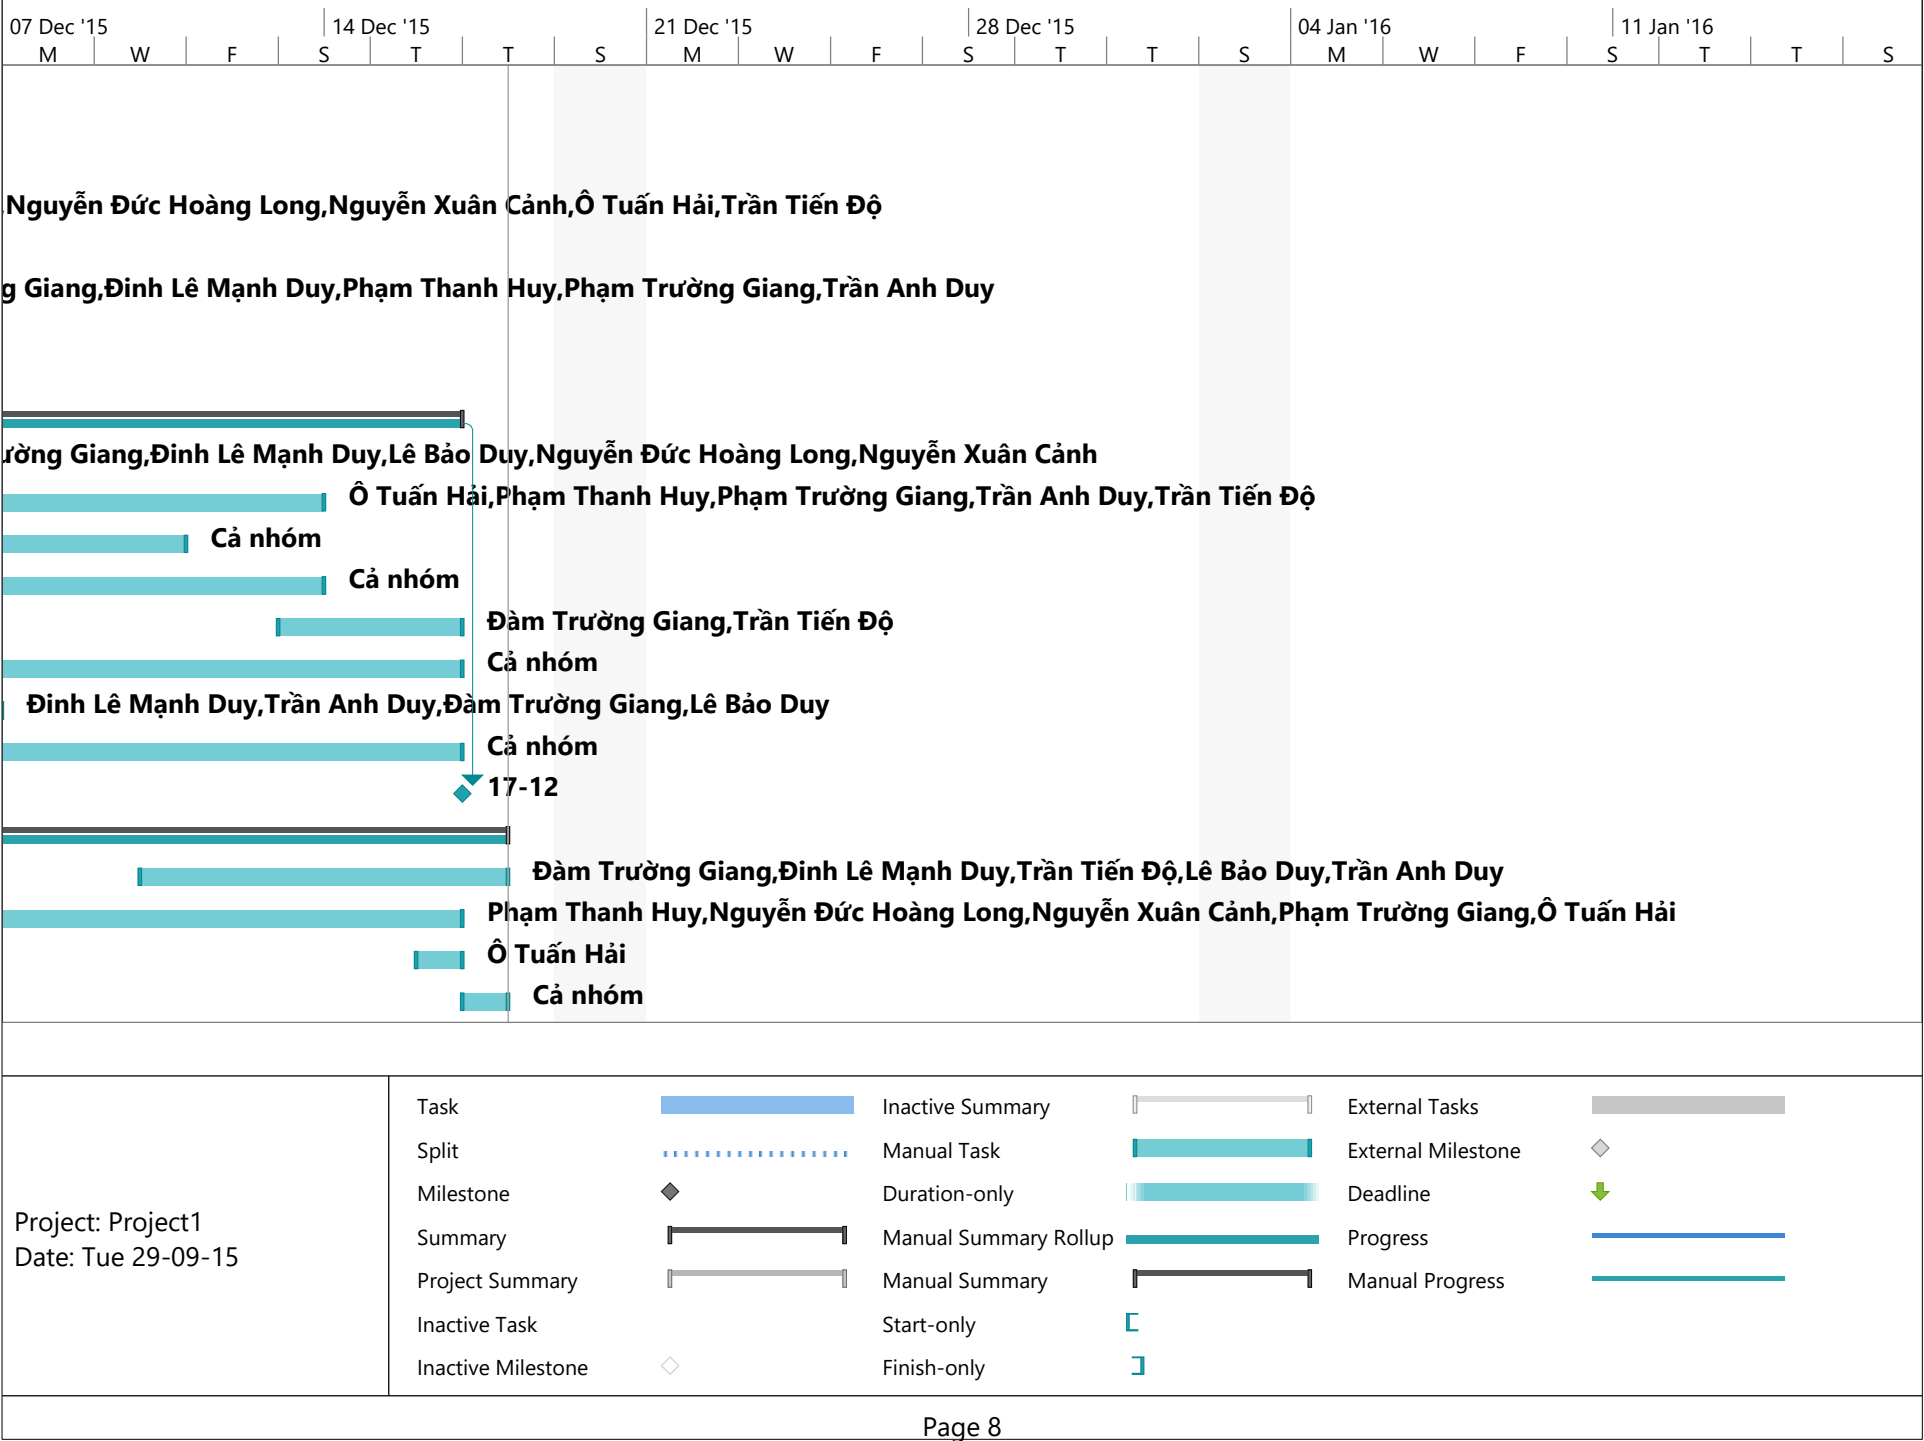 07 Dec '15 14 Dec '15 21 Dec '15 28 Dec '15 04 Jan '16 11 Jan '16
M W F S T T S M W F S T T S M W F S T T S
,Nguyễn Đức Hoàng Long,Nguyễn Xuân Cảnh,Ô Tuấn Hải,Trần Tiến Độ
g Giang,Đinh Lê Mạnh Duy,Phạm Thanh Huy,Phạm Trường Giang,Trần Anh Duy
ường Giang,Đinh Lê Mạnh Duy,Lê Bảo Duy,Nguyễn Đức Hoàng Long,Nguyễn Xuân Cảnh
Ô Tuấn Hải,Phạm Thanh Huy,Phạm Trường Giang,Trần Anh Duy,Trần Tiến Độ
Cả nhóm
Cả nhóm
Đàm Trường Giang,Trần Tiến Độ
Cả nhóm
Đinh Lê Mạnh Duy,Trần Anh Duy,Đàm Trường Giang,Lê Bảo Duy
Cả nhóm
17-12
Đàm Trường Giang,Đinh Lê Mạnh Duy,Trần Tiến Độ,Lê Bảo Duy,Trần Anh Duy
Phạm Thanh Huy,Nguyễn Đức Hoàng Long,Nguyễn Xuân Cảnh,Phạm Trường Giang,Ô Tuấn Hải
Ô Tuấn Hải
Cả nhóm
Project: Project1
Date: Tue 29-09-15
Task
Split
Milestone
Summary
Project Summary
Inactive Task
Inactive Milestone
Inactive Summary
Manual Task
Duration-only
Manual Summary Rollup
Manual Summary
Start-only
Finish-only
External Tasks
External Milestone
Deadline
Progress
Manual Progress
Page 8